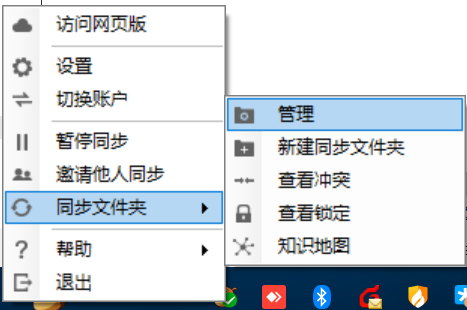 访问网页版
设置
切换账户
暂停同步
邀请他人同步
同步文件夹
帮助
退出
管理
新建同步文件夹
查看冲突
查看锁定
知识地图